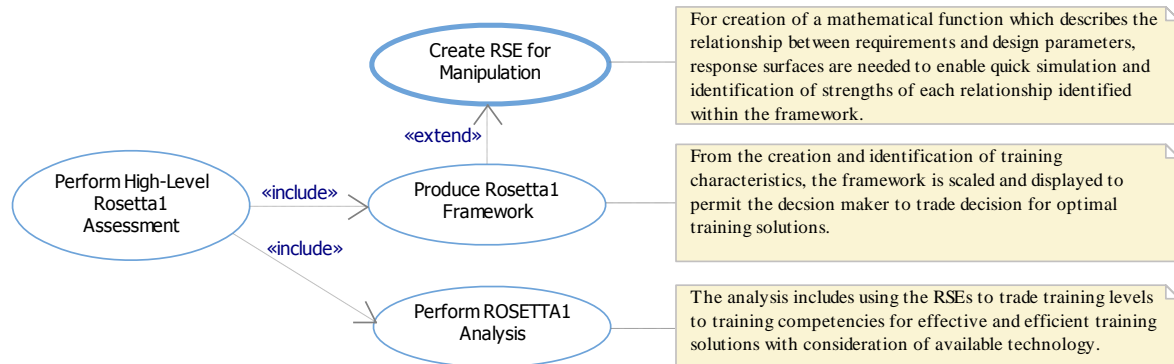 Create RSE for
Manipulation
For creation of a mathematical function which describes the
relationship between requirements and design parameters,
response surfaces are needed to enable quick simulation and
identification of strengths of each relationship identified
within the framework.
«extend»
Perform High-Level
Rosetta1
Assessment
«include»
Produce Rosetta1
Framework
From the creation and identification of training
characteristics, the framework is scaled and displayed to
permit the decsion maker to trade decision for optimal
training solutions.
«include»
Perform ROSETTA1
Analysis
The analysis includes using the RSEs to trade training levels
to training competencies for effective and efficient training
solutions with consideration of available technology.